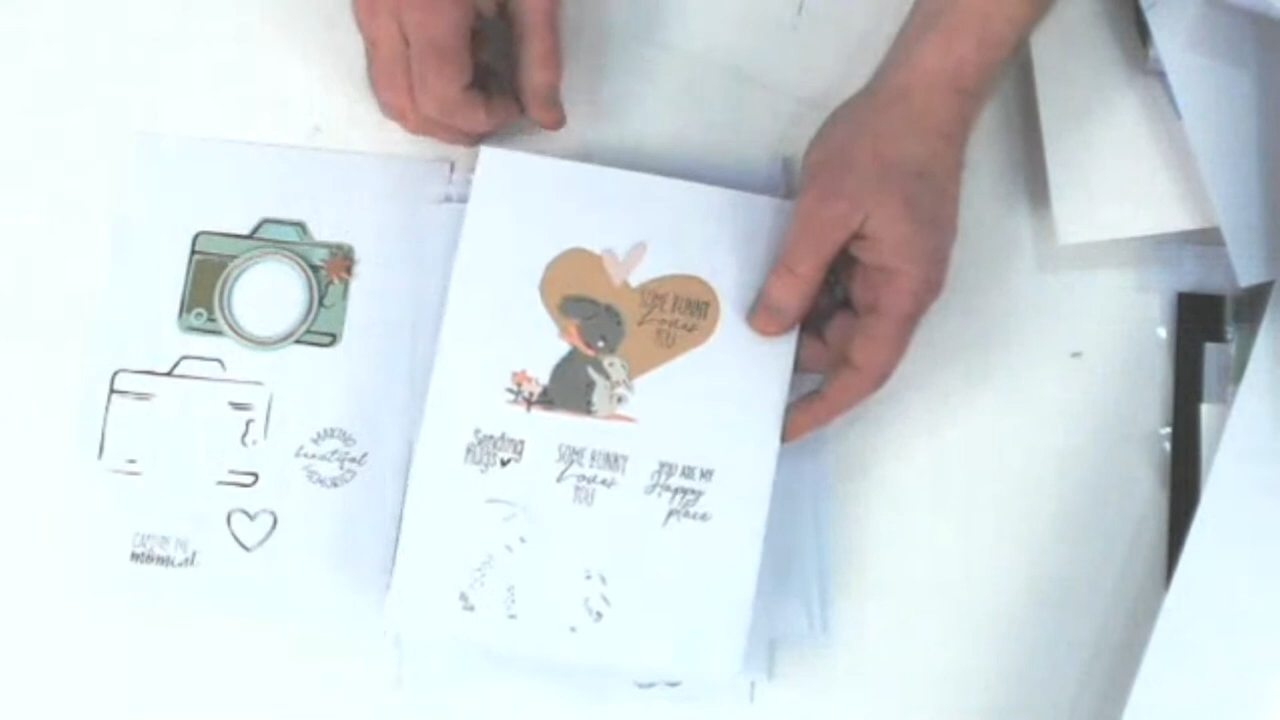 MAKING
beautiful
MEMORIES
CAPTURE THE
moment
SOME BUNNY
Loves
YOU
Sending
Hugs
SOME BUNNY
Loves
YOU
YOU ARE MY
Happy
place